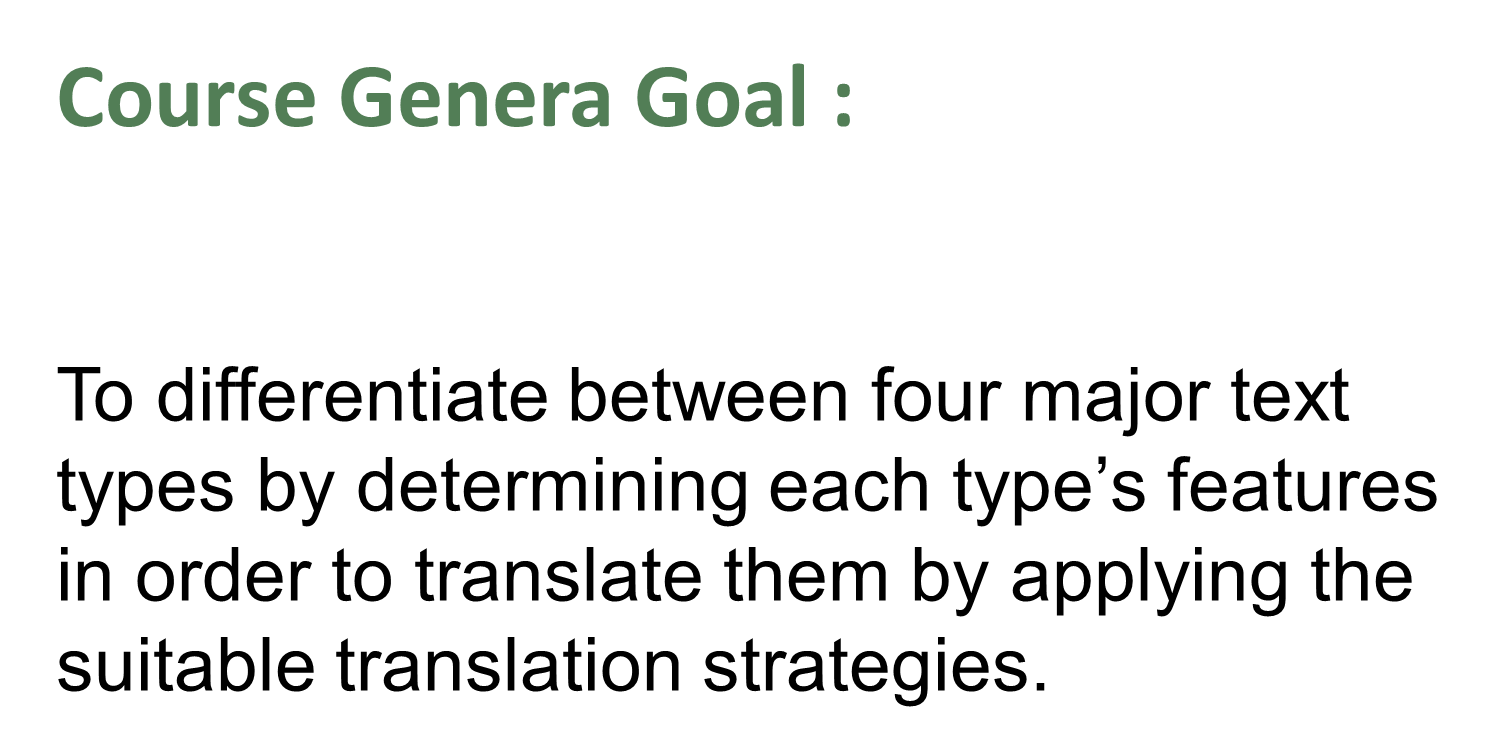 Course Genera Goal :
To differentiate between four major text
types by determining each type’s features
in order to translate them by applying the
suitable translation strategies.